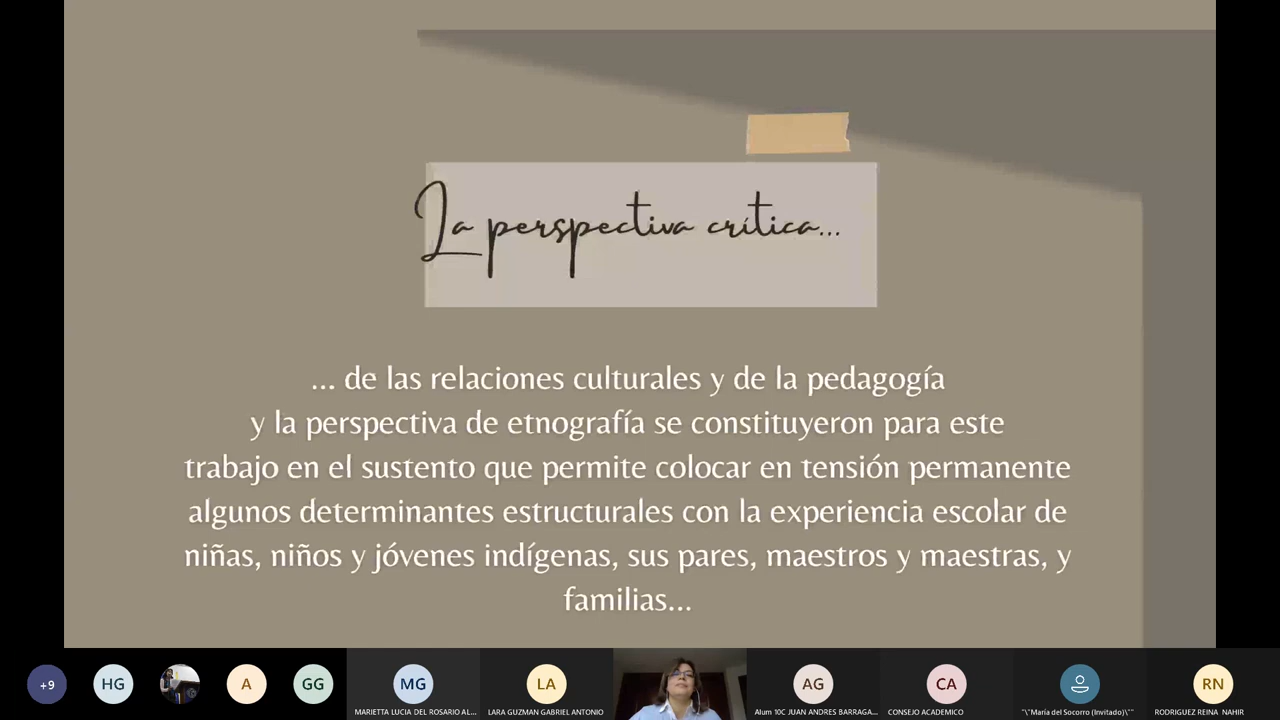 La perspectiva crítica...
... de las relaciones culturales y de la pedagogía
y la perspectiva de etnografía se constituyeron para este
trabajo en el sustento que permite colocar en tensión permanente
algunos determinantes estructurales con la experiencia escolar de
niñas, niños y jóvenes indígenas, sus pares, maestros y maestras, y
familias...
+9
HG
A
GG
MG
LA
AG
CA
RN
MARIETTA LUCIA DEL ROSARIO AL...
LARA GUZMAN GABRIEL ANTONIO
Alum 10C JUAN ANDRES BARRAGA...
CONSEJO ACADEMICO
"\"María del Socorro (Invitado)\""
RODRIGUEZ REINA NAHIR